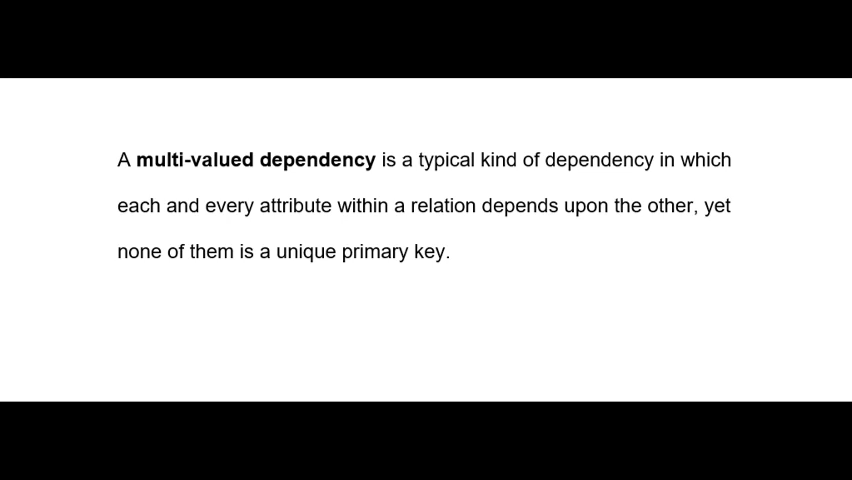 A multi-valued dependency is a typical kind of dependency in which
each and every attribute within a relation depends upon the other, yet
none of them is a unique primary key.